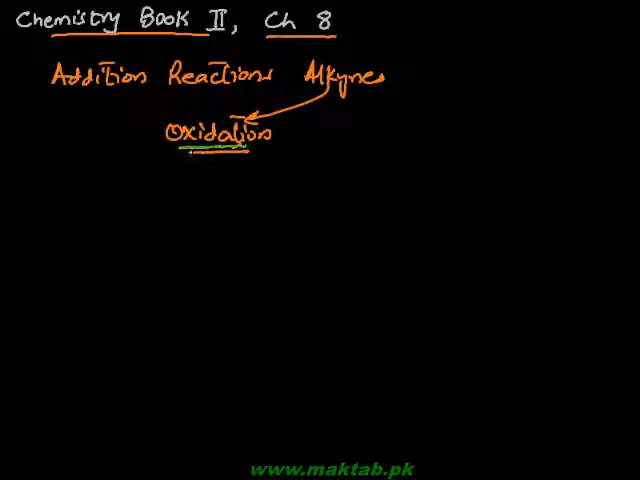 Chemistry Book II, Ch 8
Addition Reactions Alkynes
Oxidation
www.maktab.pk